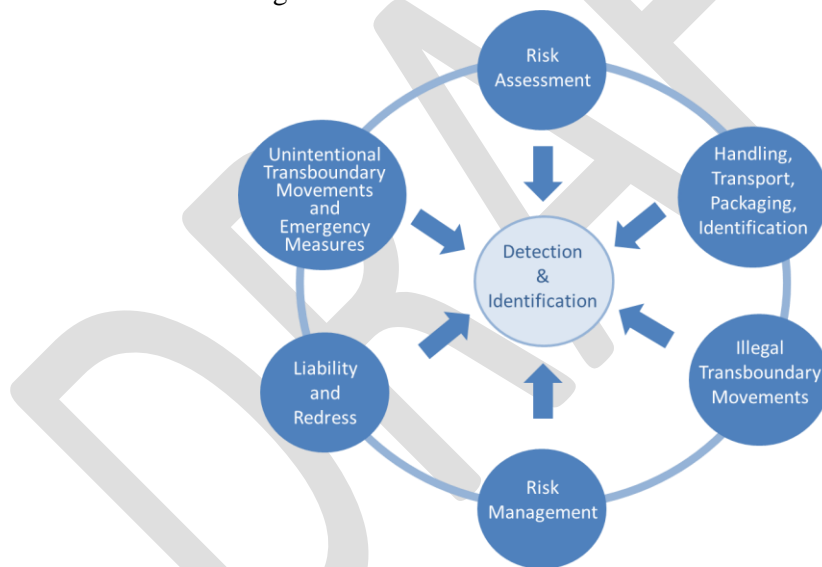 Risk
Assessment
Handling,
Transport,
Packaging,
Identification
Illegal
Transboundary
Movements
Risk
Management
Liability
and
Redress
Unintentional
Transboundary
Movements
and
Emergency
Measures
Detection
&
Identification
DRAF